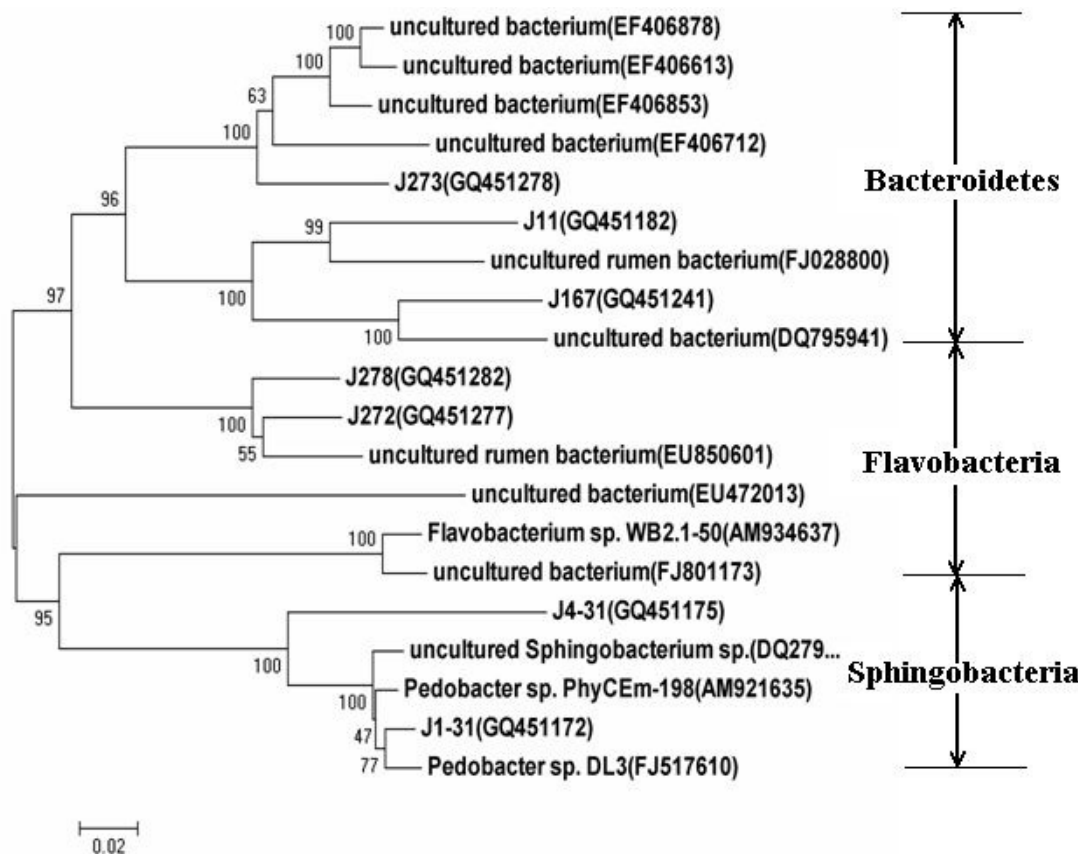 100 uncultured bacterium(EF406878)
100 uncultured bacterium(EF406613)
63 uncultured bacterium(EF406853)
100 uncultured bacterium(EF406712)
J273(GQ451278)
Bacteroidetes
96
99 J11(GQ451182)
uncultured rumen bacterium(FJ028800)
97 100 J167(GQ451241)
100 uncultured bacterium(DQ795941)
J278(GQ451282)
100 J272(GQ451277)
55 uncultured rumen bacterium(EU850601)
Flavobacteria
uncultured bacterium(EU472013)
100 Flavobacterium sp. WB2.1-50(AM934637)
uncultured bacterium(FJ801173)
95 J4-31(GQ451175)
100 uncultured Sphingobacterium sp.(DQ279...
Sphingobacteria
100 Pedobacter sp. PhyCEm-198(AM921635)
47 J1-31(GQ451172)
77 Pedobacter sp. DL3(FJ517610)
0.02